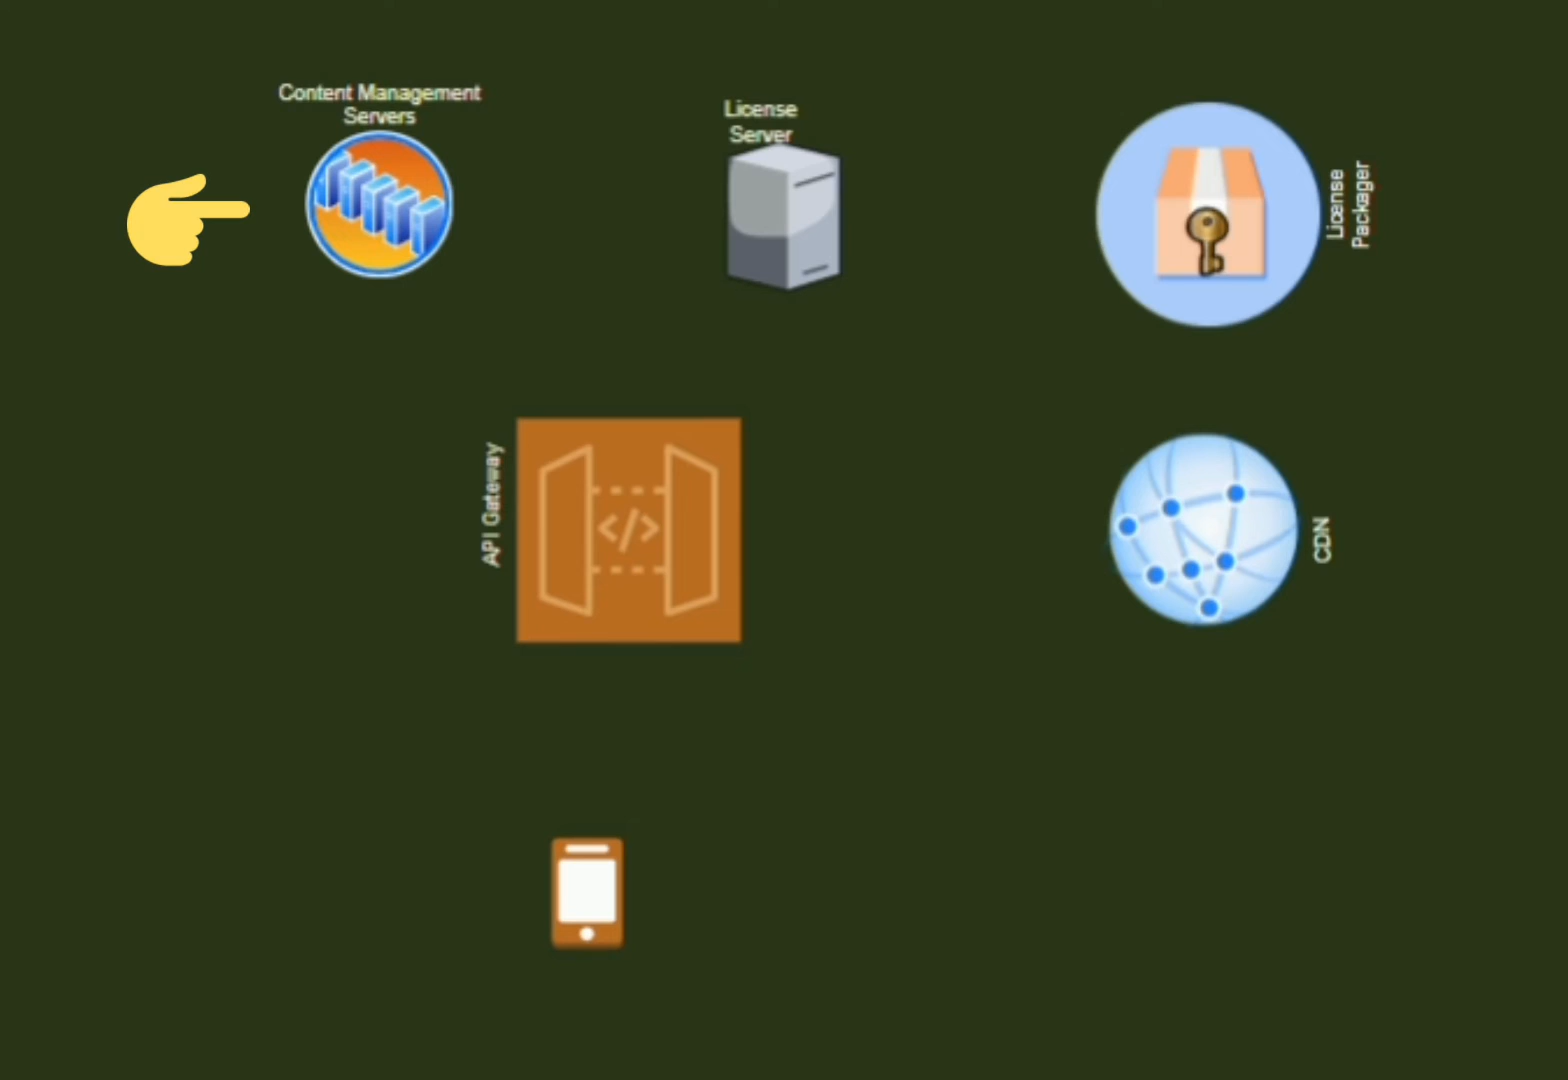 Content Management
Servers
License
Server
License
Packager
API Gateway
</>
CDN